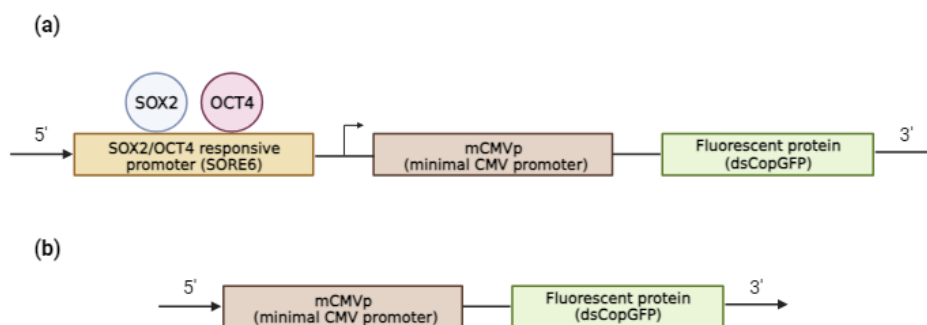 (a)
SOX2 OCT4
5' 3'
SOX2/OCT4 responsive
promoter (SORE6)
mCMVp
(minimal CMV promoter)
Fluorescent protein
(dsCopGFP)
(b)
5' 3'
mCMVp
(minimal CMV promoter)
Fluorescent protein
(dsCopGFP)